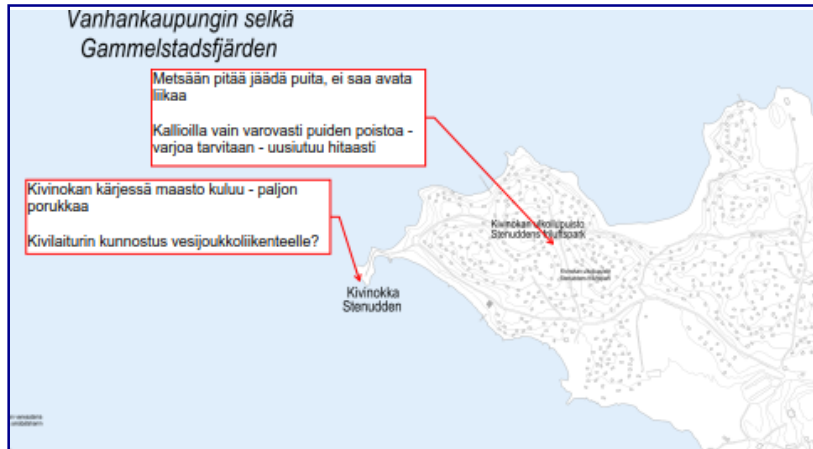 Vanhankaupungin selkä
Gammelstadsfjärden
Metsään pitää jäädä puita, ei saa avata
liikaa
Kallioilla vain varovasti puiden poistoa -
varjoa tarvitaan - uusiutuu hitaasti
Kivinokan kärjessä maasto kuluu - paljon
porukkaa
Kivilaiturin kunnostus vesijoukkoliikenteelle?
Kivinokan ulkoilupuisto
Stenuddens friluftspark
Kivinokka
Stenudden